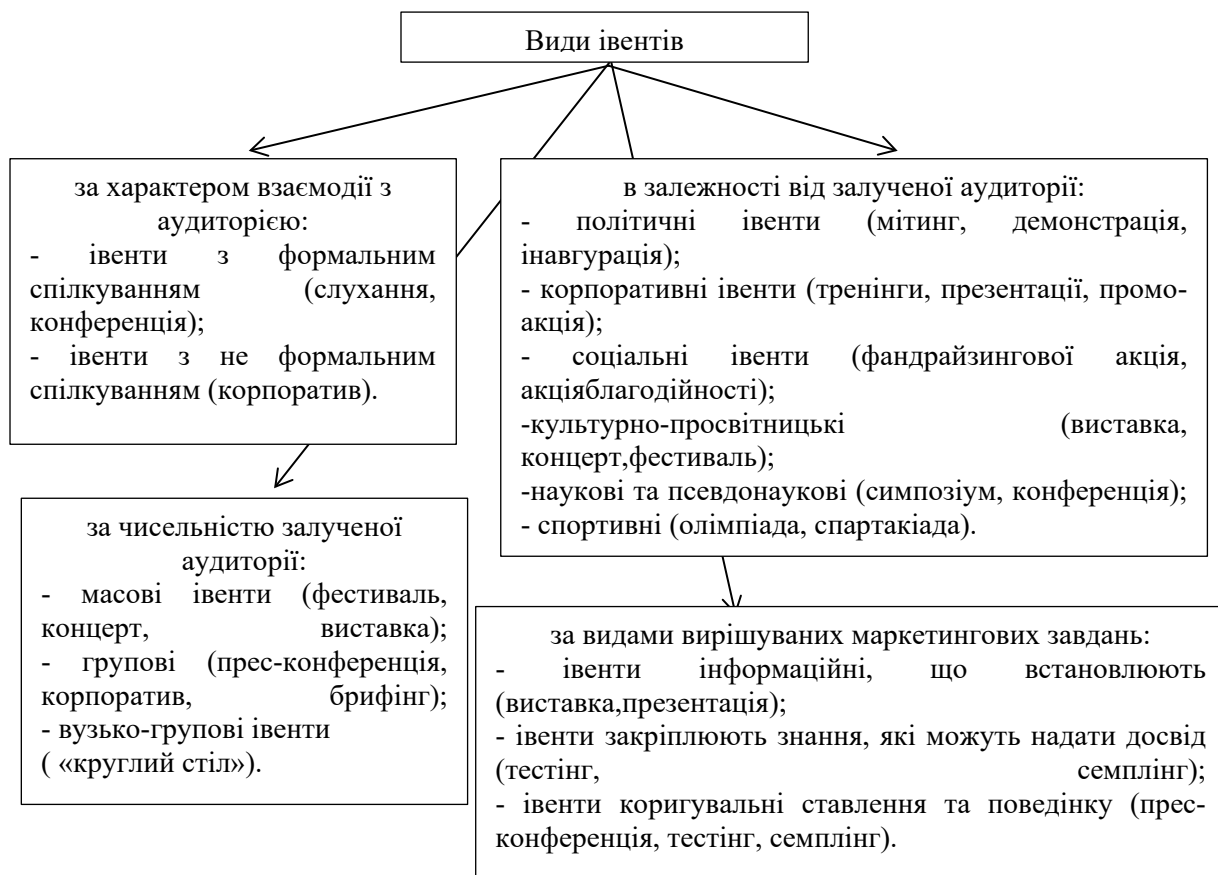 Види івентів
за характером взаємодії з
аудиторією:
- івенти з формальним
спілкуванням (слухання,
конференція);
- івенти з не формальним
спілкуванням (корпоратив).
в залежності від залученої аудиторії:
- політичні івенти (мітинг, демонстрація,
інавгурація);
- корпоративні івенти (тренінги, презентації, промо-
акція);
- соціальні івенти (фандрайзингової акція,
акціяблагодійності);
-культурно-просвітницькі (виставка,
концерт,фестиваль);
-наукові та псевдонаукові (симпозіум, конференція);
- спортивні (олімпіада, спартакіада).
за чисельністю залученої
аудиторії:
- масові івенти (фестиваль,
концерт, виставка);
- групові (прес-конференція,
корпоратив, брифінг);
- вузько-групові івенти
( «круглий стіл»).
за видами вирішуваних маркетингових завдань:
- івенти інформаційні, що встановлюють
(виставка,презентація);
- івенти закріплюють знання, які можуть надати досвід
(тестінг, семплінг);
- івенти коригувальні ставлення та поведінку (прес-
конференція, тестінг, семплінг).